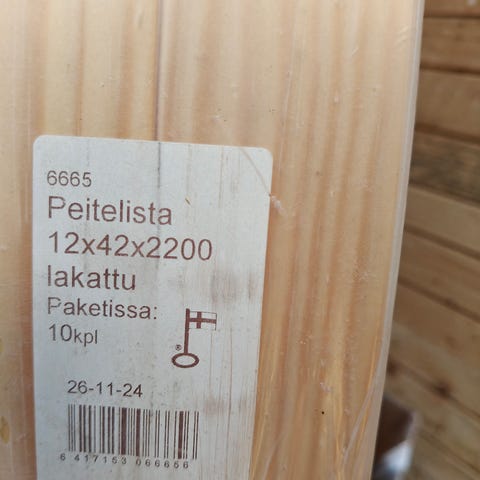 6665
Peitelista
12x42x2200
lakattu
Paketissa:
10kpl
®
26-11-24
6 417153 066656